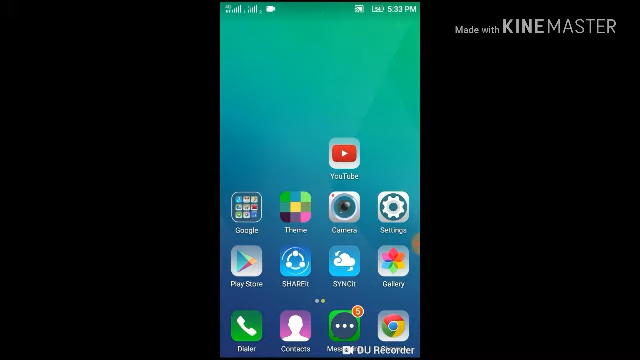 5:33 PM
Made with KINEMASTER
YouTube
Google Theme Camera Settings
Play Store SHAREit SYNCit Gallery
5
Dialer Contacts
DU Recorder